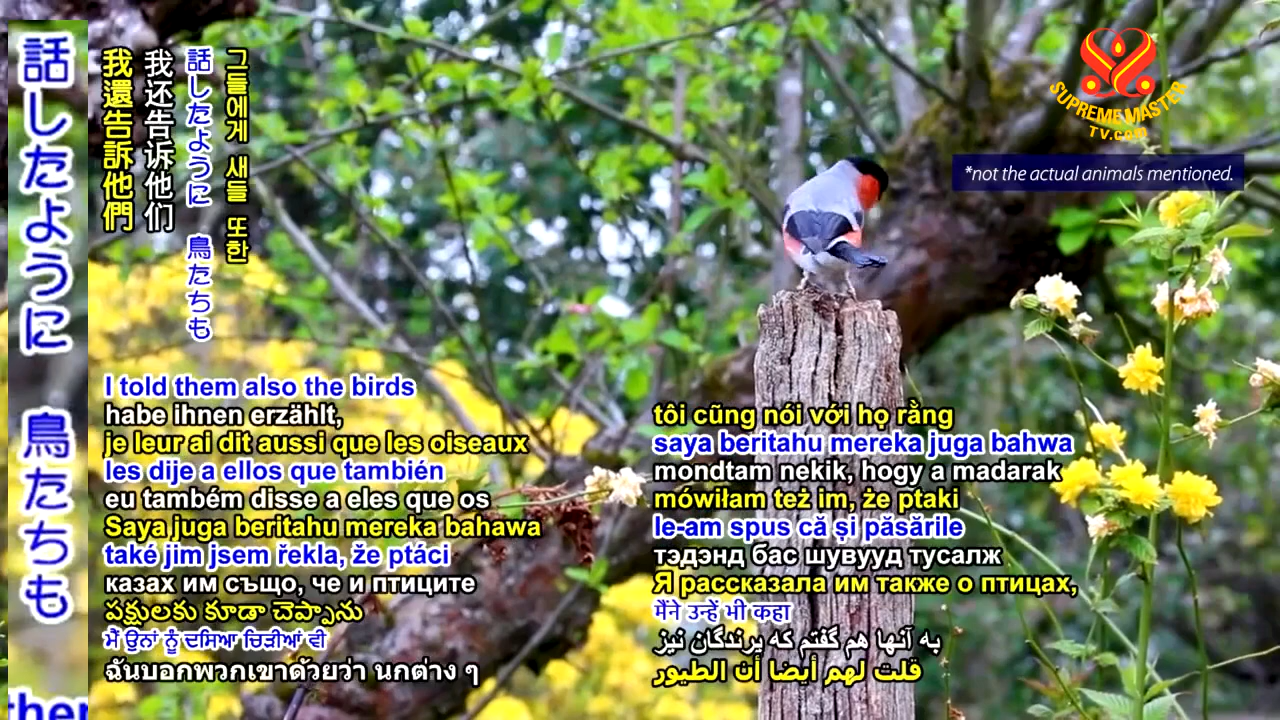 話したように 鳥たちも
我還告訴他們
我还告诉他们
話したように 鳥たちも
그들에게 새들 또한
SUPREME MASTER
TV.com
*not the actual animals mentioned.
I told them also the birds
habe ihnen erzählt,
je leur ai dit aussi que les oiseaux
les dije a ellos que también
eu também disse a eles que os
Saya juga beritahu mereka bahawa
také jim jsem řekla, že ptáci
казах им също, че и птиците
పక్షులకు కూడా చెప్పాను
ਮੈਂ ਉਨਾਂ ਨੂੰ ਦਸਿਆ ਚਿੜੀਆਂ ਵੀ
ฉันบอกพวกเขาด้วยว่า นกต่าง ๆ
tôi cũng nói với họ rằng
saya beritahu mereka juga bahwa
mondtam nekik, hogy a madarak
mówiłam też im, że ptaki
le-am spus că și păsările
тэдэнд бас шувууд тусалж
Я рассказала им также о птицах,
मैंने उन्हें भी कहा
به آنها هم گفتم که پرندگان نیز
قلت لهم أيضا أن الطيور